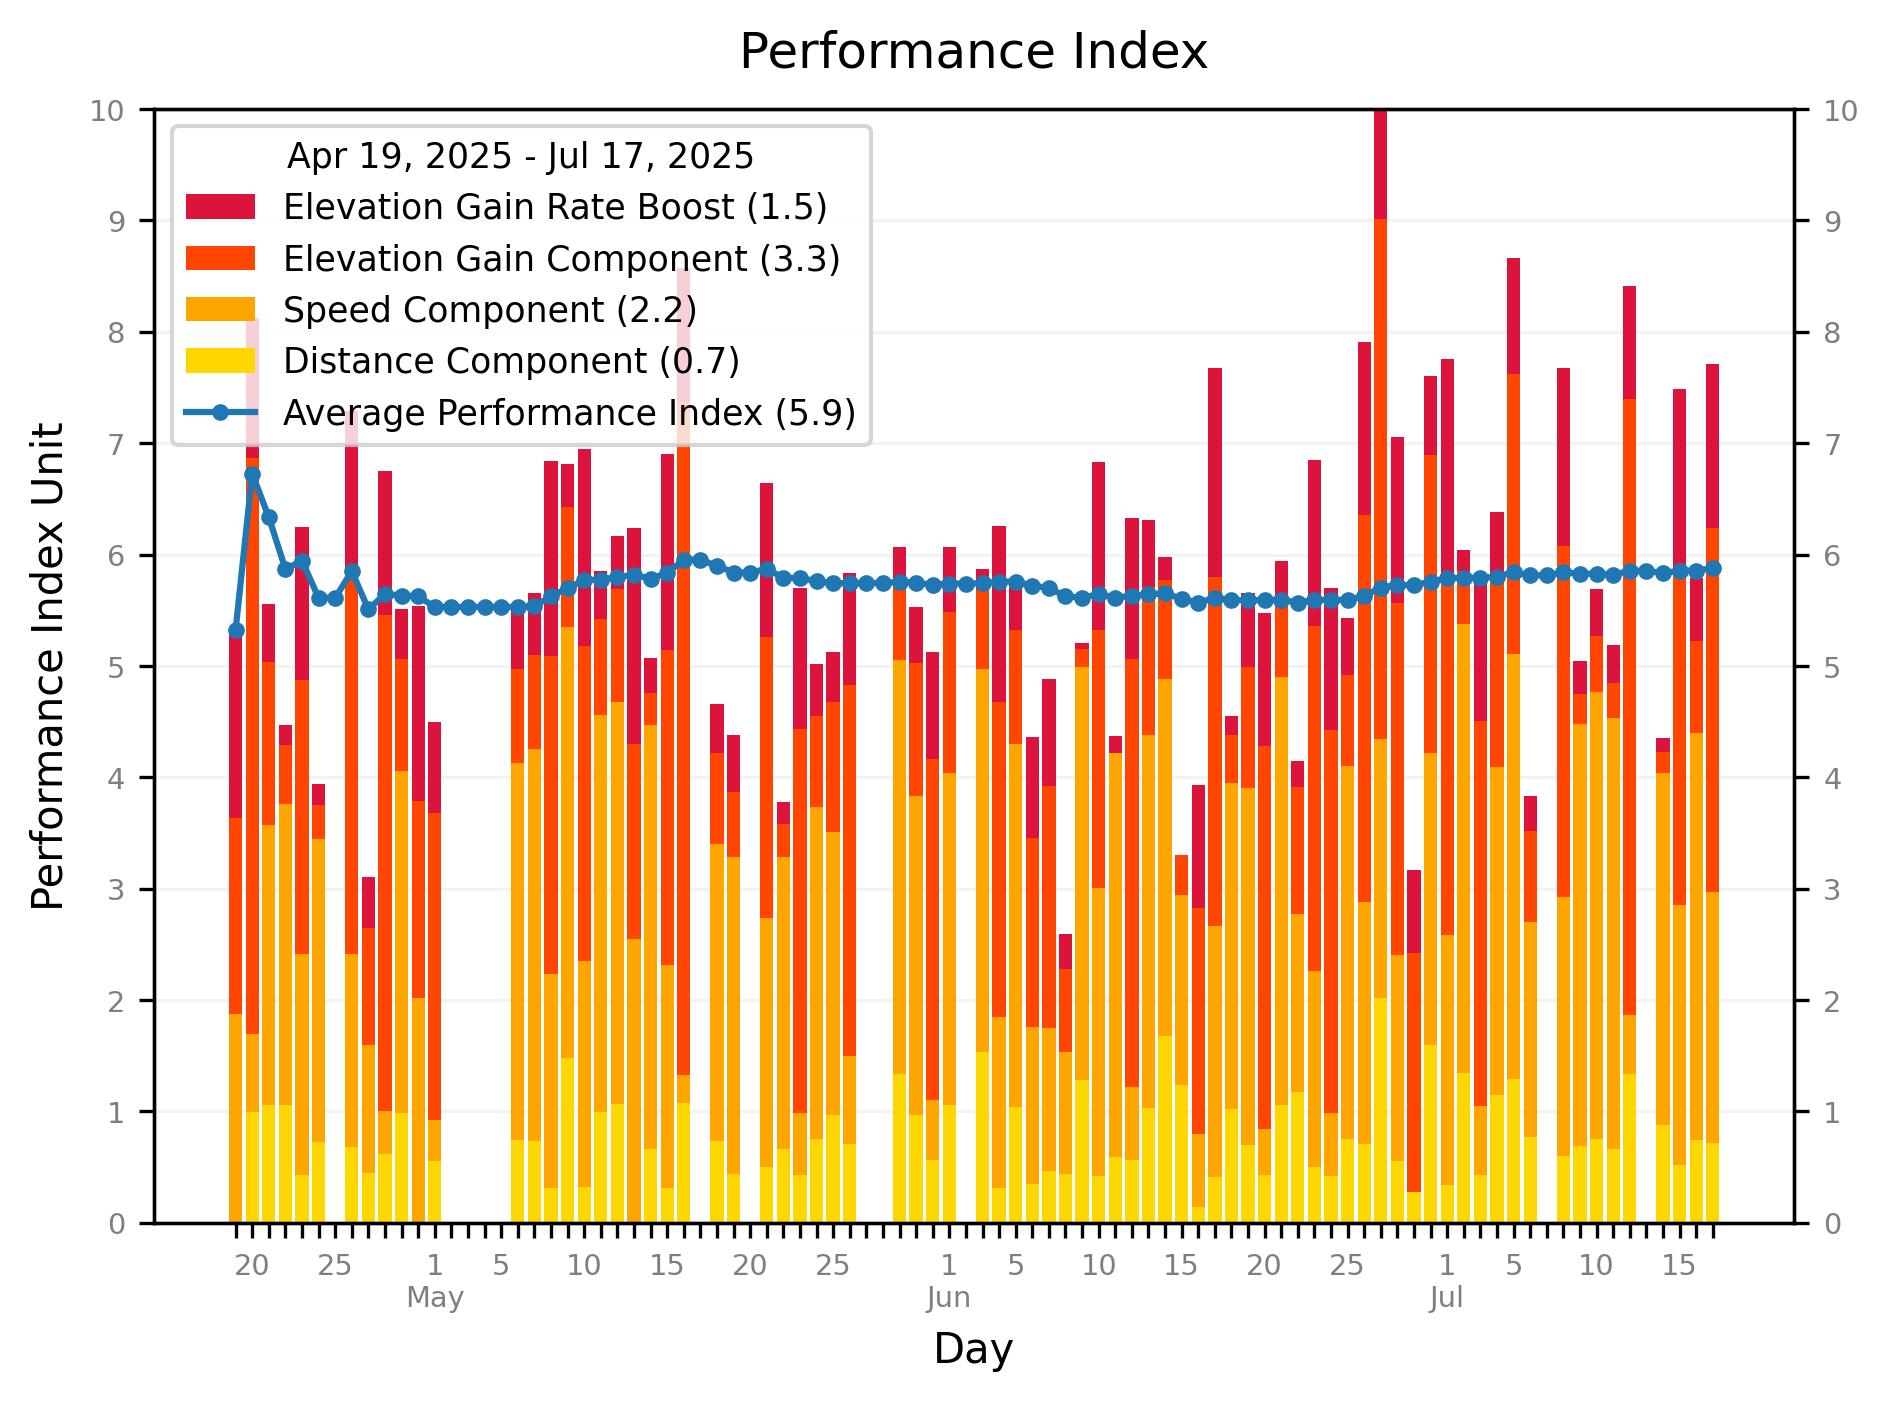 Performance Index
10
9
8
7
6
5
4
3
2
1
0
Performance Index Unit
Apr 19, 2025 - Jul 17, 2025
Elevation Gain Rate Boost (1.5)
Elevation Gain Component (3.3)
Speed Component (2.2)
Distance Component (0.7)
Average Performance Index (5.9)
10
9
8
7
6
5
4
3
2
1
0
20 25 1 5 10 15 20 25 1 5 10 15 20 25 1 5 10 15
May Jun Jul
Day